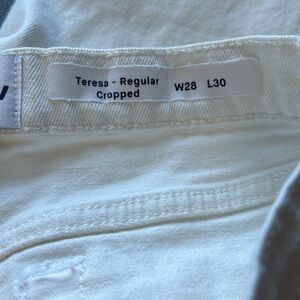 Teresa - Regular
Cropped
W28 L30